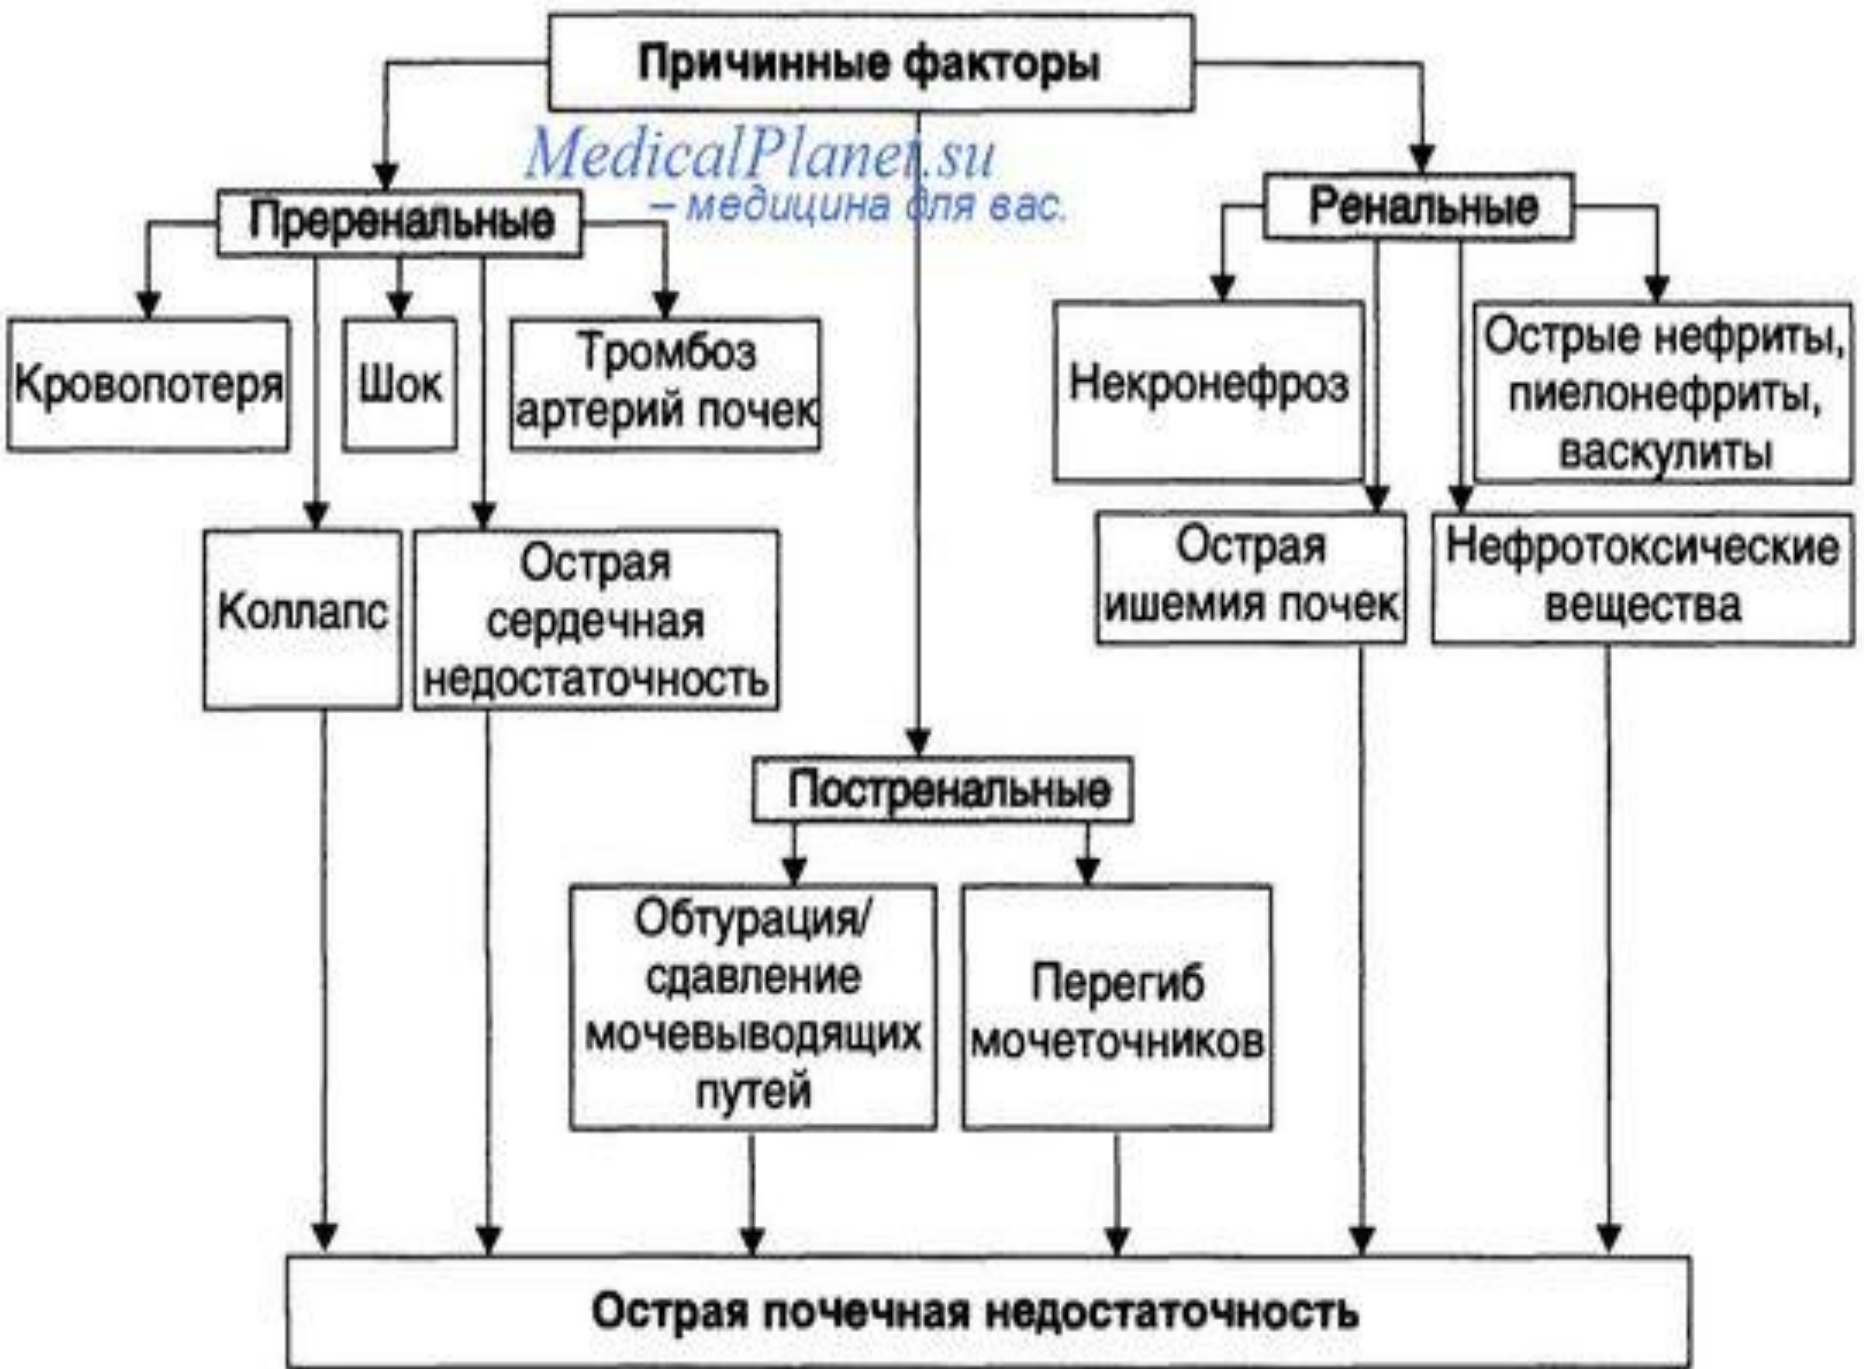 Причинные факторы
MedicalPlanet.su
– медицина для вас.
Преренальные
Ренальные
Кровопотеря
Шок
Тромбоз
артерий почек
Некронефроз
Острые нефриты,
пиелонефриты,
васкулиты
Коллапс
Острая
сердечная
недостаточность
Острая
ишемия почек
Нефротоксические
вещества
Постренальные
Обтурация/
сдавление
мочевыводящих
путей
Перегиб
мочеточников
Острая почечная недостаточность